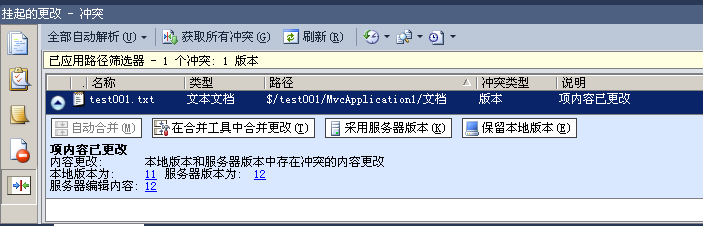 挂起的更改 - 冲突
全部自动解析(U) 获取所有冲突(G) 刷新(R)
已应用路径筛选器 - 1 个冲突: 1 版本
名称 类型 路径 冲突类型 说明
test001.txt 文本文档 $/test001/MvcApplication1/文档 版本 项内容已更改
自动合并(M) 在合并工具中合并更改(T) 采用服务器版本(K) 保留本地版本(E)
项内容已更改
内容更改: 本地版本和服务器版本中存在冲突的内容更改
本地版本为: 11 服务器版本为: 12
服务器编辑内容: 12